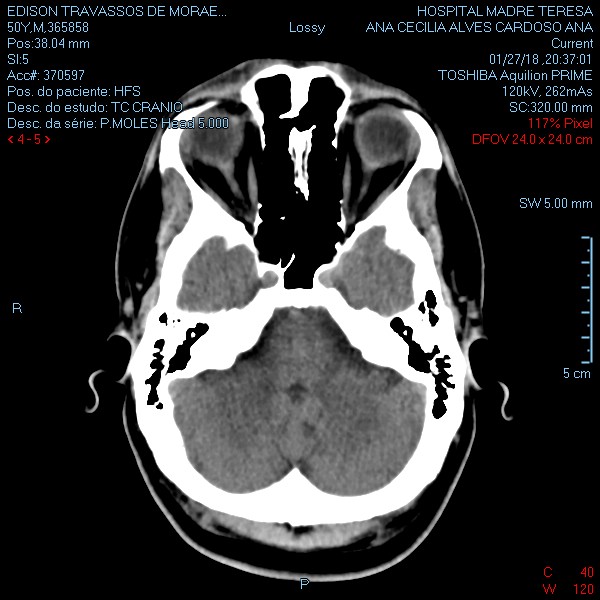 EDISON TRAVASSOS DE MORAE...
50Y,M,365858
Pos:38.04 mm
SI:5
Acc#: 370597
Pos. do paciente: HFS
Desc. do estudo: TC CRANIO
Desc. da série: P.MOLES Head 5.000
< 4 - 5 >
Lossy
HOSPITAL MADRE TERESA
ANA CECILIA ALVES CARDOSO ANA
Current
01/27/18 ,20:37:01
TOSHIBA Aquilion PRIME
120kV, 262mAs
SC:320.00 mm
117% Pixel
DFOV 24.0 x 24.0 cm
SW 5.00 mm
R
5 cm
P
C 40
W 120